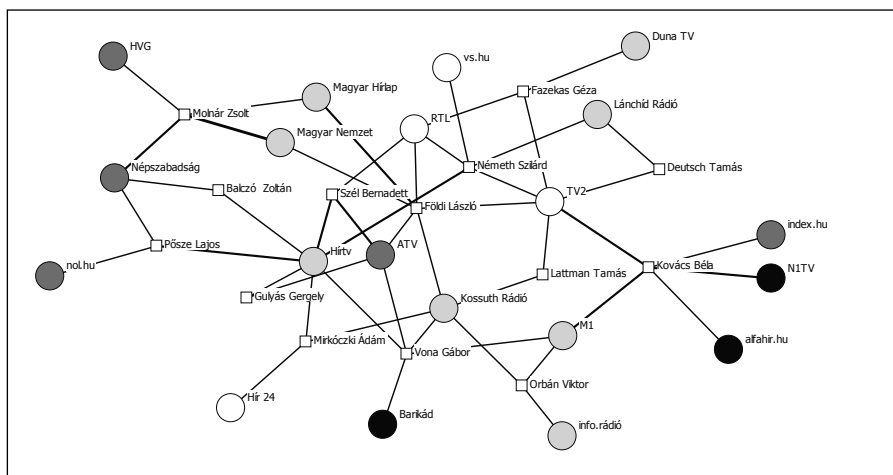 HVG
vs.hu
Duna TV
Magyar Hírlap
Fazekas Géza
Molnár Zsolt
RTL
Lánchíd Rádió
Magyar Nemzet
Népszabadság
Németh Szilárd
Deutsch Tamás
Balczó Zoltán
Szél Bernadett
TV2
Földi László
index.hu
Pősze Lajos
Hírtv
ATV
Kovács Béla
nol.hu
Lattman Tamás
N1TV
Gulyás Gergely
Kossuth Rádió
Mirkóczki Ádám
M1
alfahir.hu
Vona Gábor
Orbán Viktor
Hír 24
Barikád
info.rádió